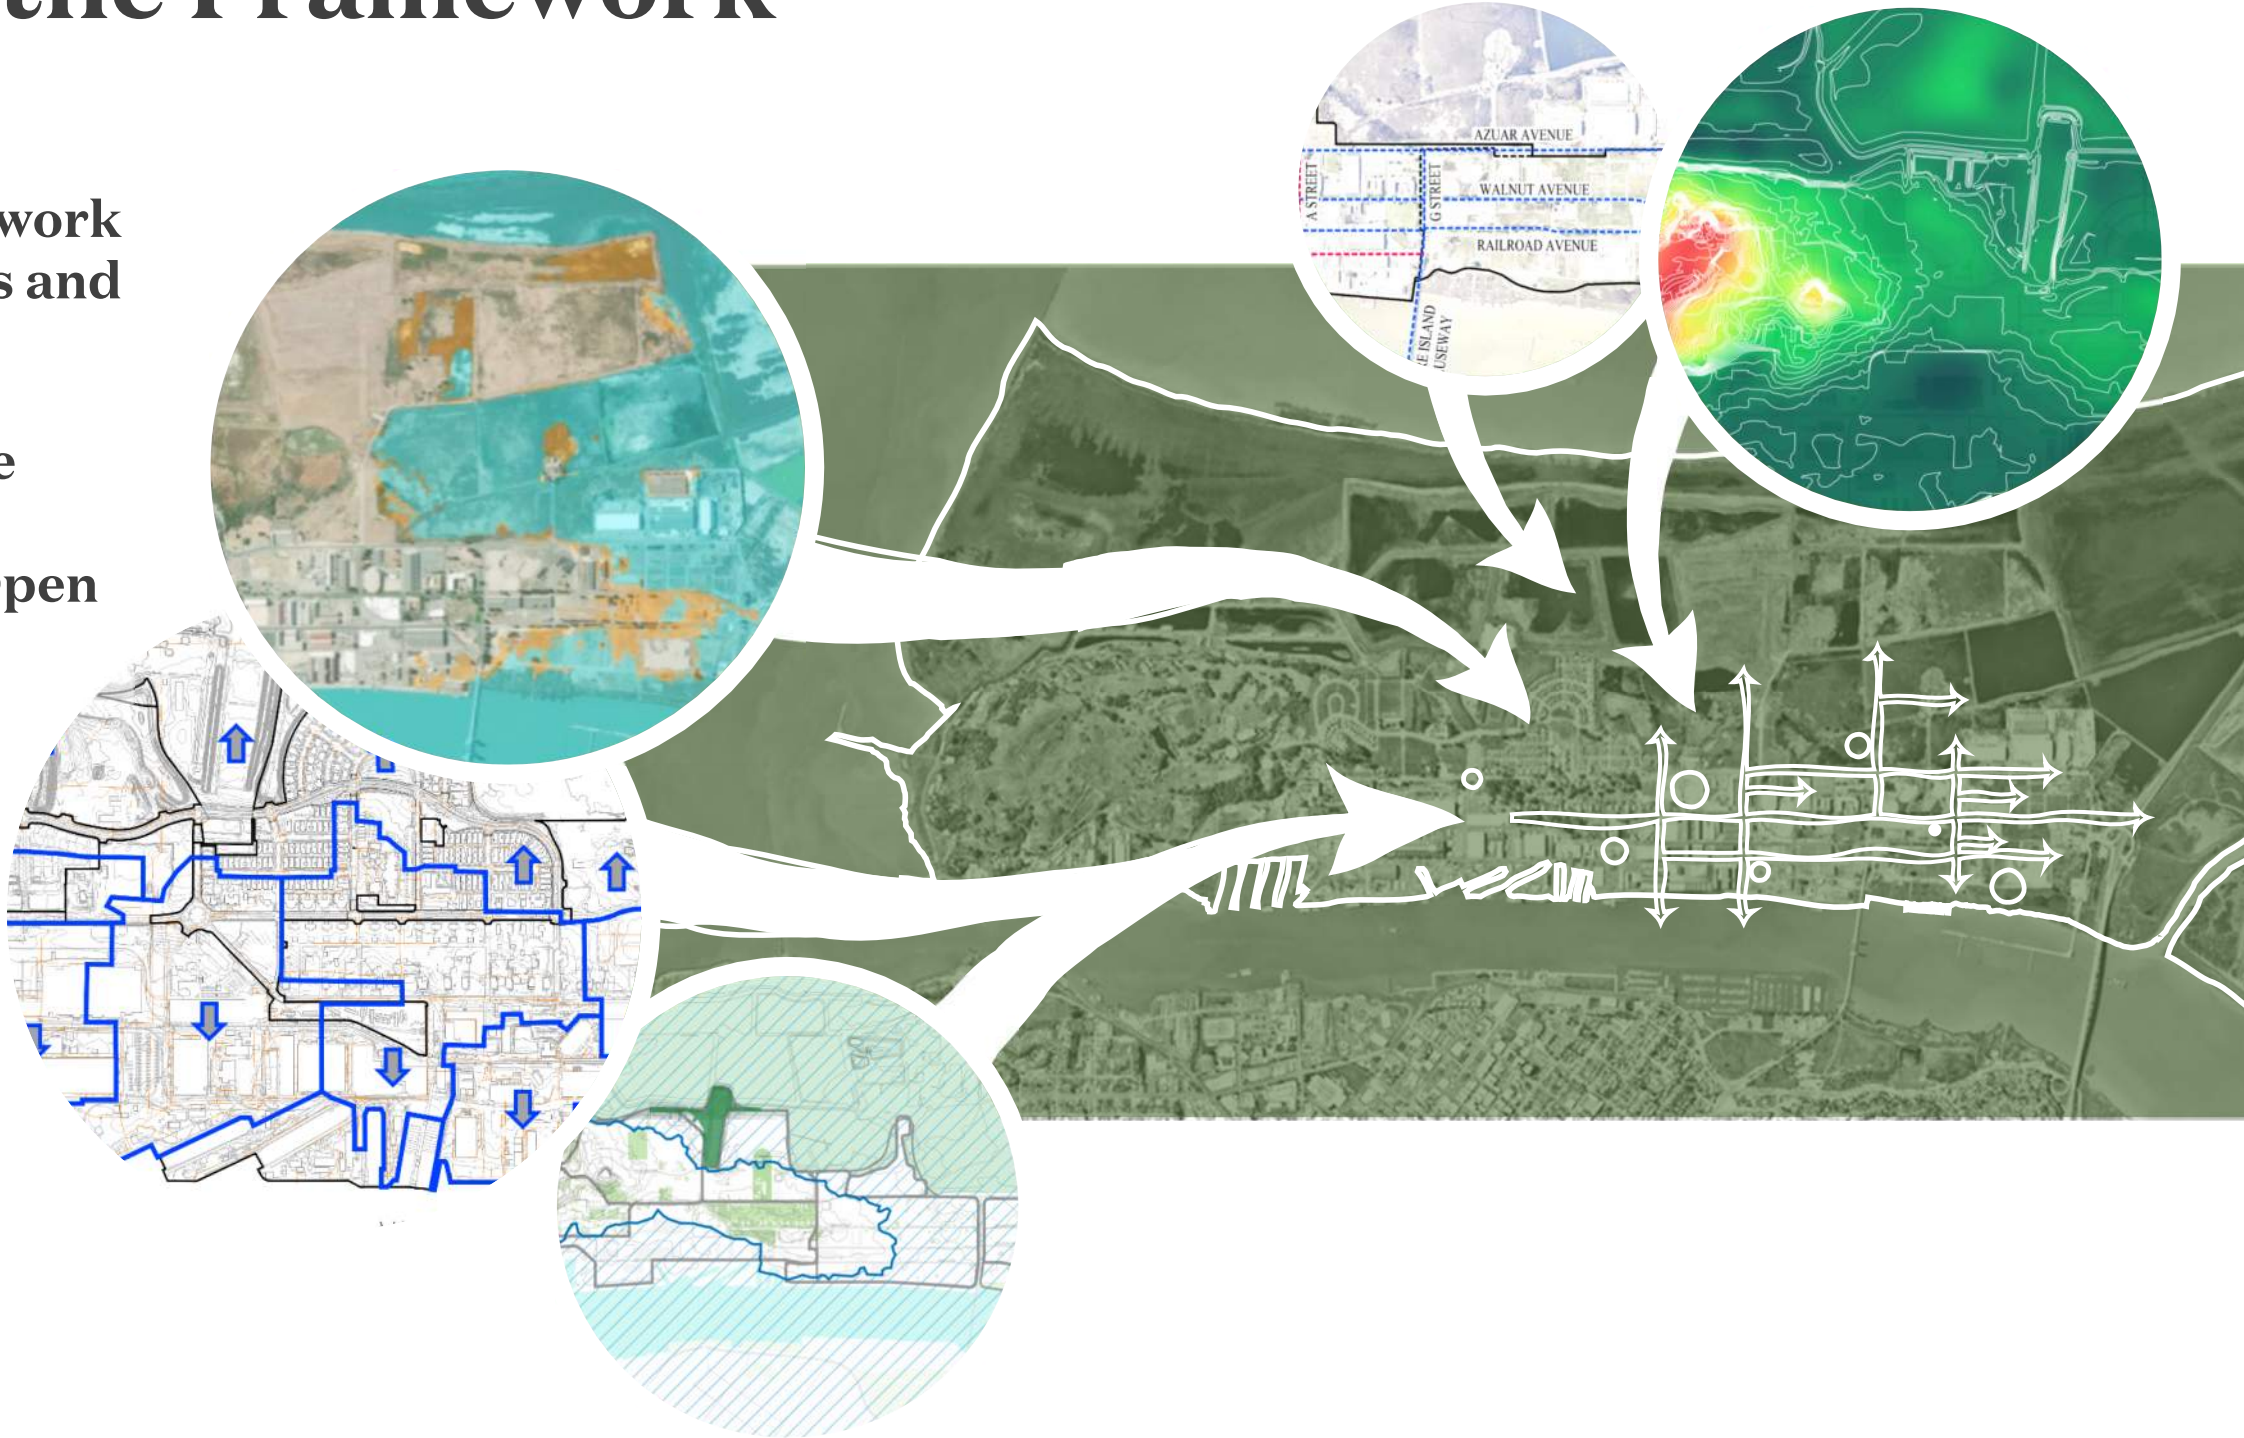 the Framework
work
s and
e
pen
AZUAR AVENUE
A STREET
G STREET
WALNUT AVENUE
RAILROAD AVENUE
E ISLAND
USEWAY